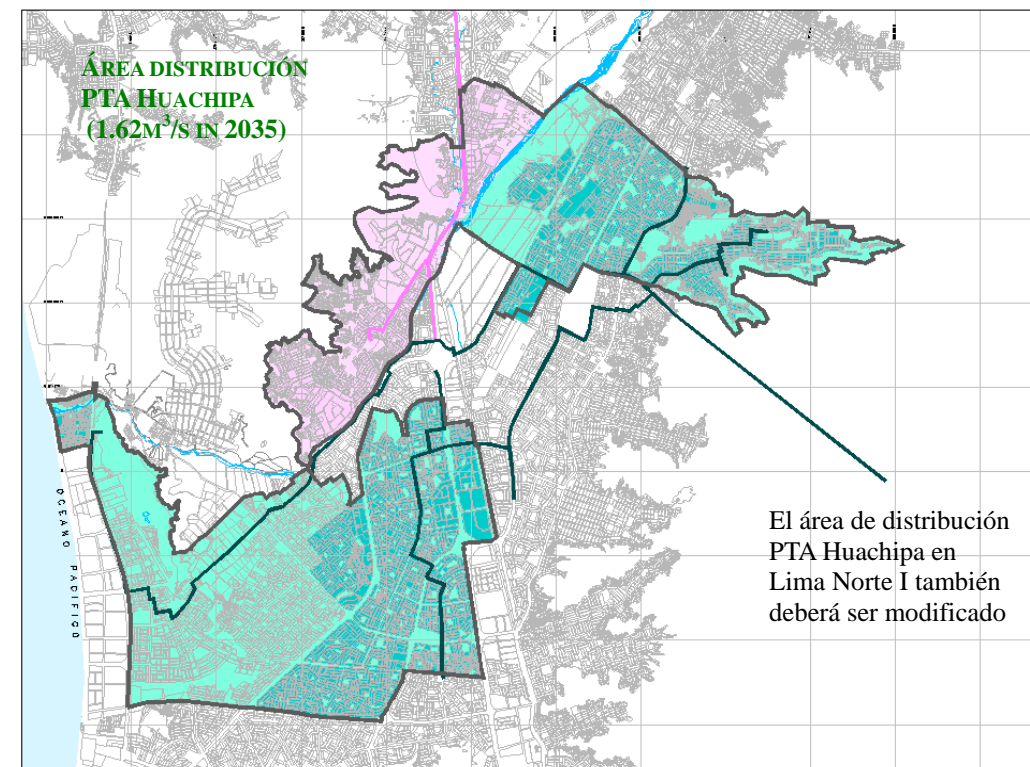 ÁREA DISTRIBUCIÓN
PTA HUACHIPA
(1.62M³/S IN 2035)
OCEANO PACIFICO
El área de distribución
PTA Huachipa en
Lima Norte I también
deberá ser modificado